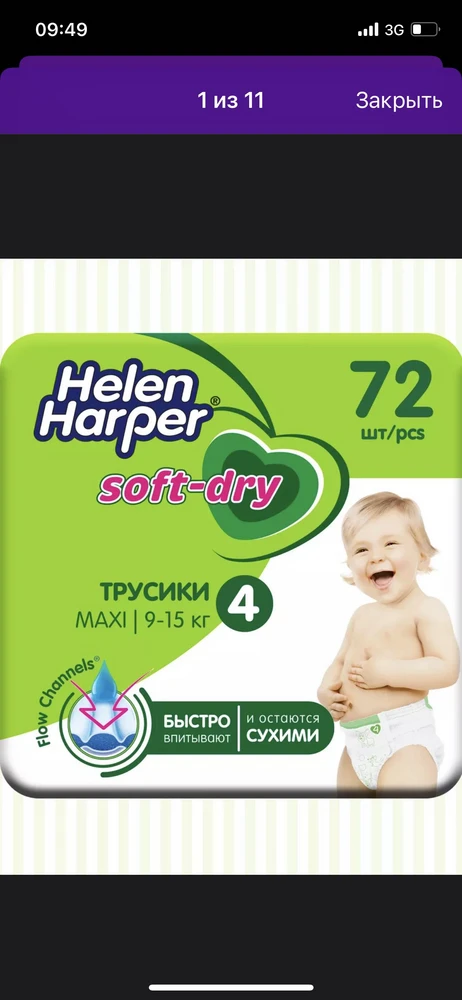 09:49
3G
1 из 11
Закрыть
Helen
Harper®
72
шт/pcs
soft-dry
ТРУСИКИ
4
MAXI | 9-15 кг
Flow Channels®
БЫСТРО
впитывают
и остаются
СУХИМИ
4